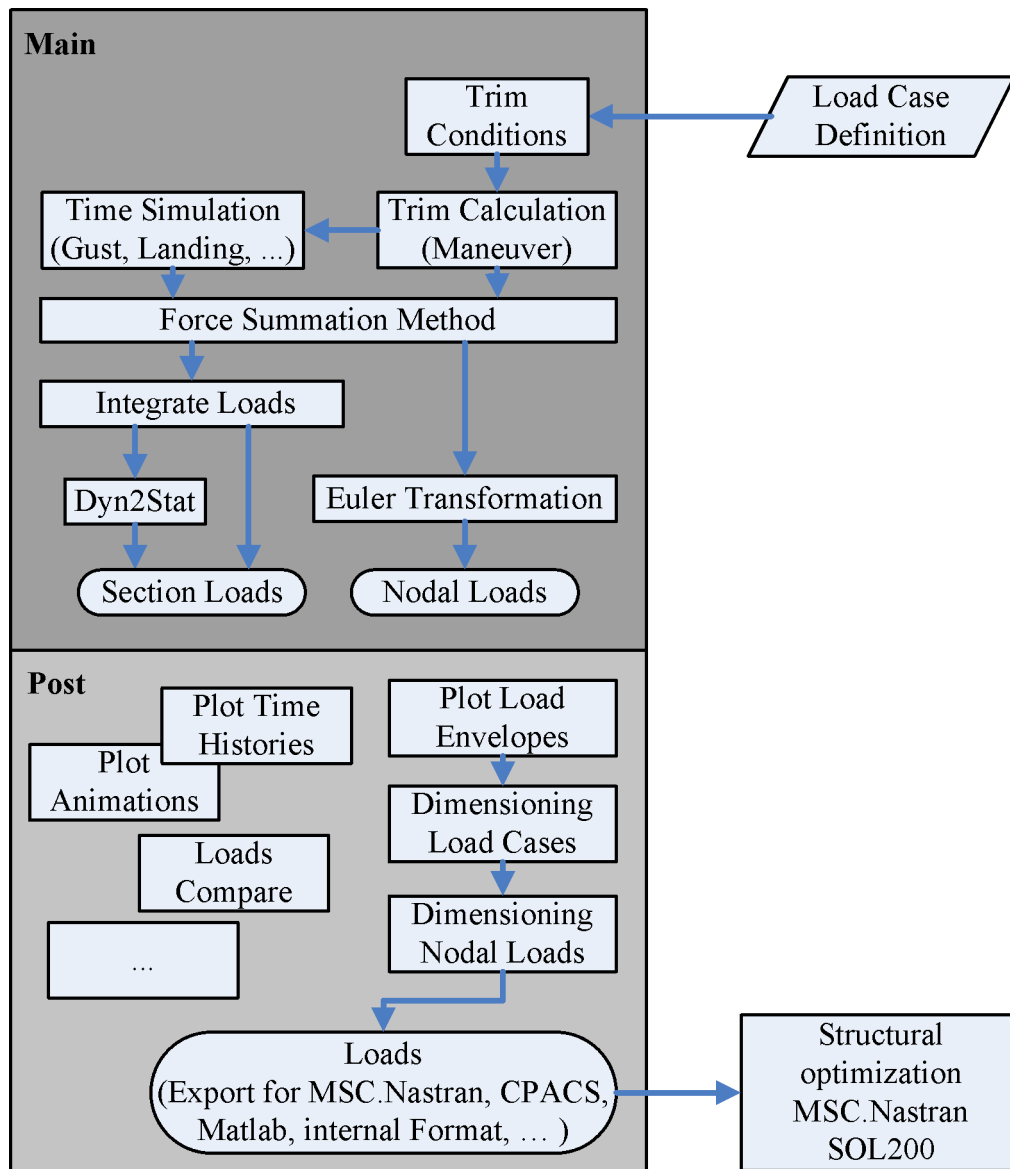 Main
Trim
Conditions
Load Case
Definition
Time Simulation
(Gust, Landing, ...)
Trim Calculation
(Maneuver)
Force Summation Method
Integrate Loads
Dyn2Stat
Euler Transformation
Section Loads
Nodal Loads
Post
Plot Time
Histories
Plot
Animations
Loads
Compare
...
Plot Load
Envelopes
Dimensioning
Load Cases
Dimensioning
Nodal Loads
Loads
(Export for MSC.Nastran, CPACS,
Matlab, internal Format, ... )
Structural
optimization
MSC.Nastran
SOL200